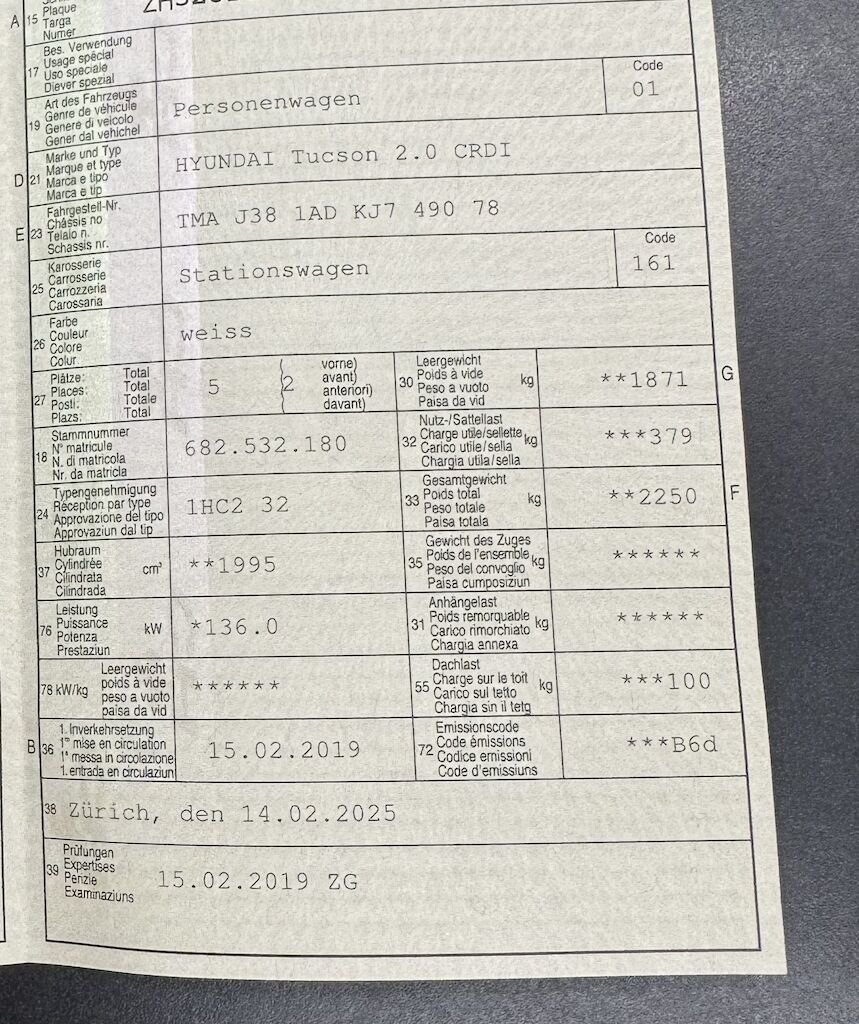 A 15 Plaque
Targa
Numer
17 Bes. Verwendung
Usage spécial
Uso speciale
Diever spezial
19 Art des Fahrzeugs
Genre de véhicule
Genere di veicolo
Gener dal vehichel
Personenwagen
Code
01
D 21 Marke und Typ
Marque et type
Marca e tipo
Marca e tip
HYUNDAI Tucson 2.0 CRDI
E 23 Fahrgestell-Nr.
Châssis no
Telaio n.
Schassis nr.
TMA J38 1AD KJ7 490 78
25 Karosserie
Carrosserie
Carrozzeria
Carossaria
Stationswagen
Code
161
26 Farbe
Couleur
Colore
Colur
weiss
27 Plätze: Total
Places: Total
Posti: Totale
Plazs: Total
5 ( 2 vorne)
avant)
anteriori)
davant)
30 Leergewicht
Poids à vide
Peso a vuoto
Paisa da vid
kg
**1871
G
18 Stammnummer
N° matricule
N. di matricola
Nr. da matricla
682.532.180
32 Nutz-/Sattellast
Charge utile/sellette
Carico utile/sella
Chargia utila/sella
kg
***379
24 Typengenehmigung
Réception par type
Approvazione del tipo
Approvaziun dal tip
1HC2 32
33 Gesamtgewicht
Poids total
Peso totale
Paisa totala
kg
**2250
F
37 Hubraum
Cylindrée
Cilindrata
Cilindrada
cm³
**1995
35 Gewicht des Zuges
Poids de l'ensemble
Peso del convoglio
Paisa cumposiziun
kg
******
76 Leistung
Puissance
Potenza
Prestaziun
kW
*136.0
31 Anhängelast
Poids remorquable
Carico rimorchiato
Chargia annexa
kg
******
78 kW/kg
Leergewicht
poids à vide
peso a vuoto
paisa da vid
******
55 Dachlast
Charge sur le toit
Carico sul tetto
Chargia sin il tetg
kg
***100
B 36 1. Inverkehrsetzung
1re mise en circulation
1a messa in circolazione
1. entrada en circulaziun
15.02.2019
72 Emissionscode
Code émissions
Codice emissioni
Code d'emissiuns
***B6d
38 Zürich, den 14.02.2025
39 Prüfungen
Expertises
Perizie
Examinaziuns
15.02.2019 ZG